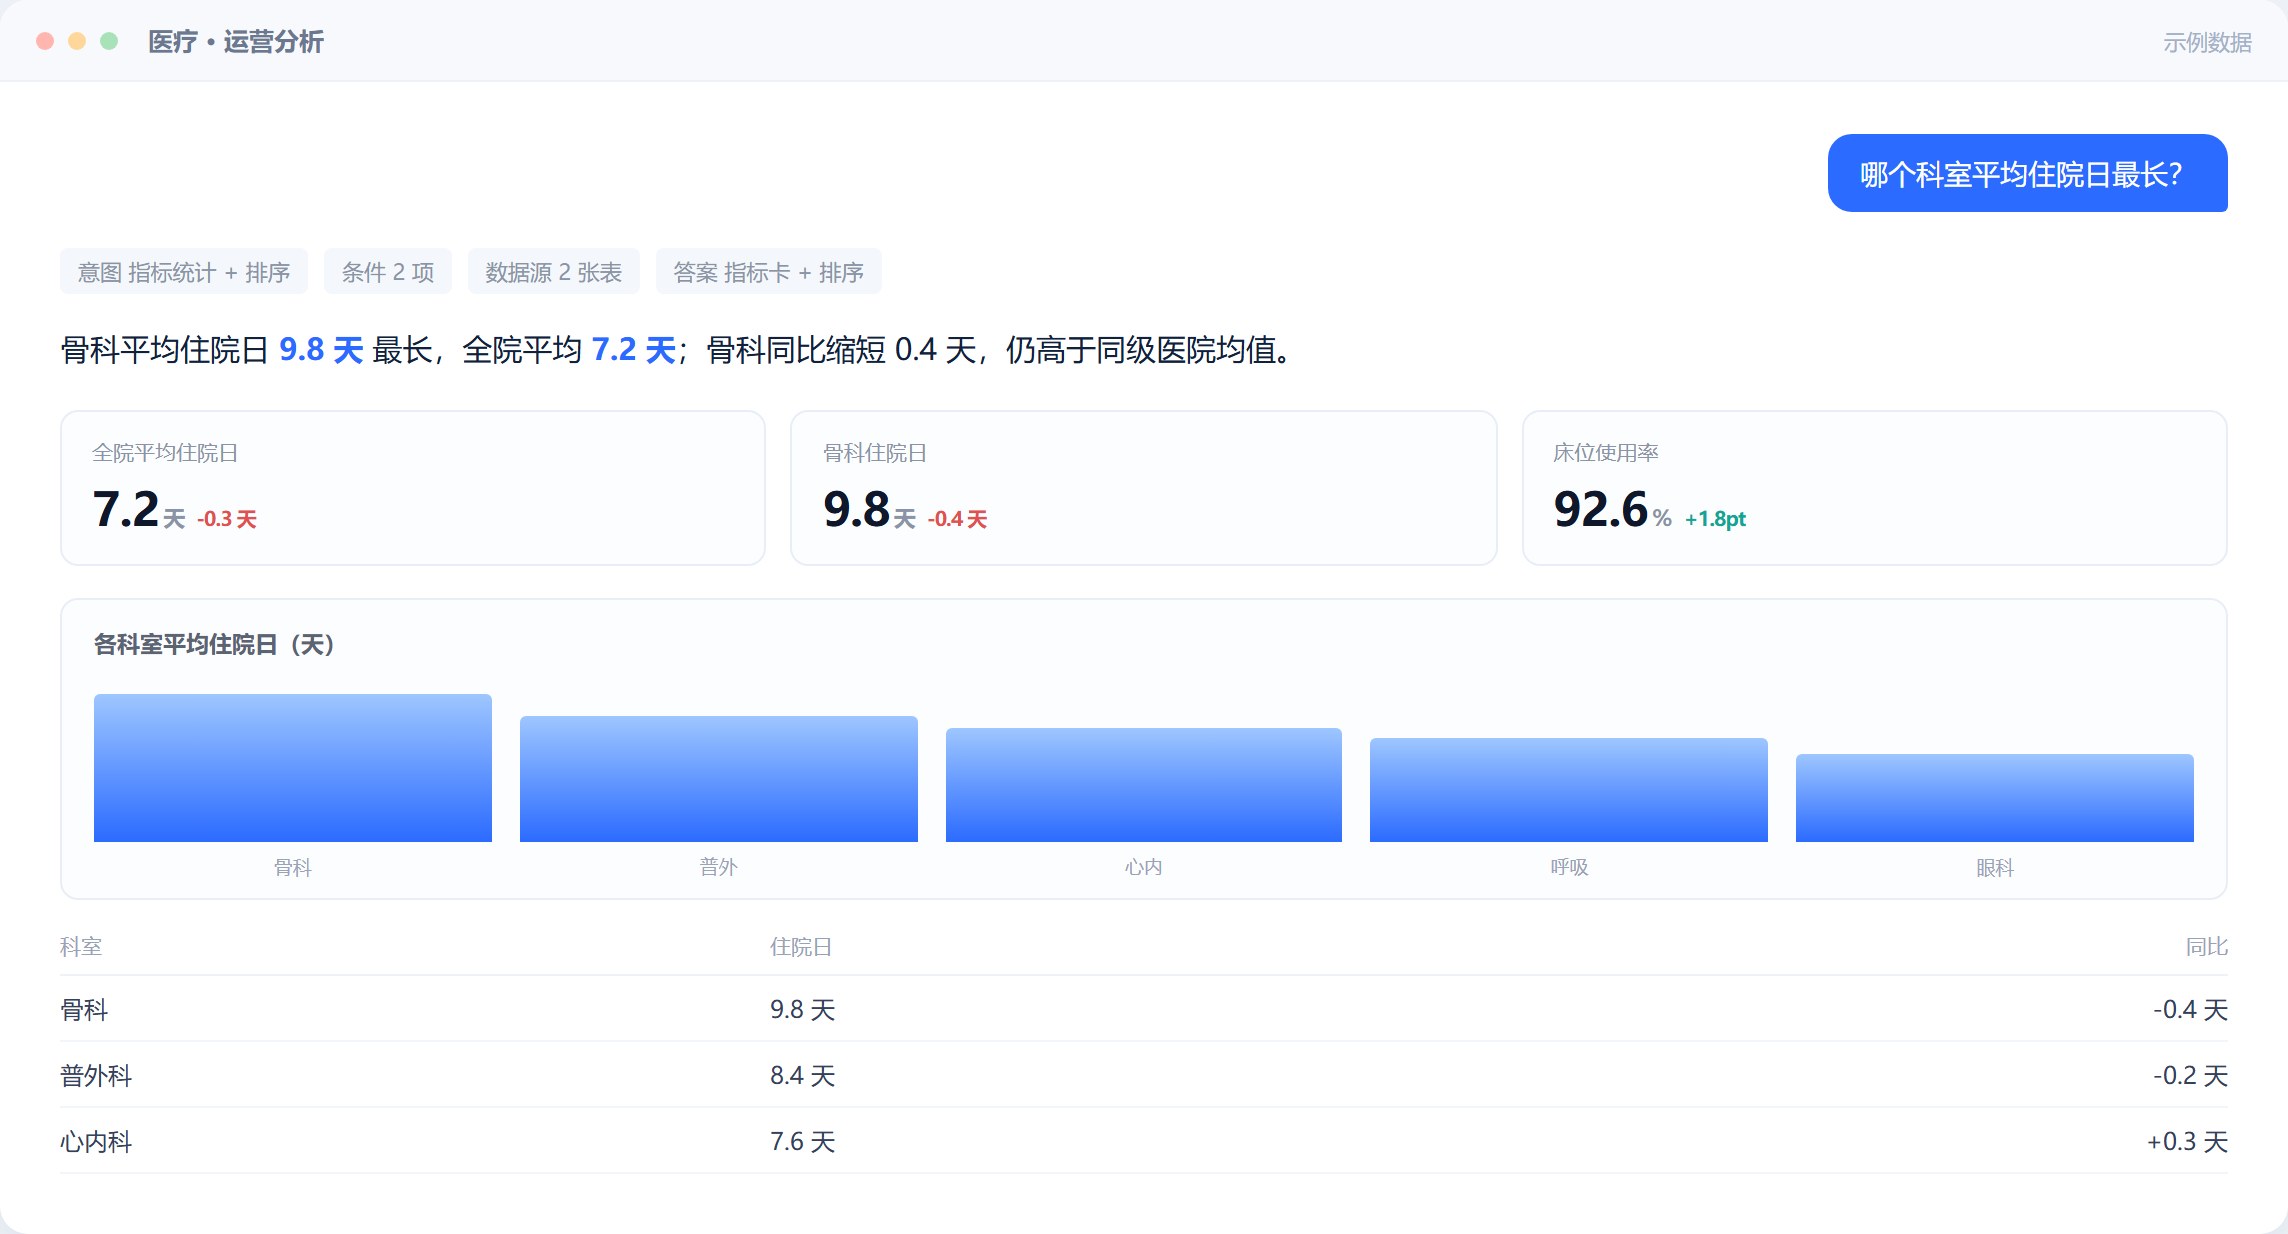 医疗 · 运营分析
示例数据
哪个科室平均住院日最长？
意图 指标统计 + 排序
条件 2 项
数据源 2 张表
答案 指标卡 + 排序
骨科平均住院日 9.8 天 最长，全院平均 7.2 天；骨科同比缩短 0.4 天，仍高于同级医院均值。
全院平均住院日
7.2 天 -0.3 天
骨科住院日
9.8 天 -0.4 天
床位使用率
92.6 % +1.8pt
各科室平均住院日（天）
骨科 普外 心内 呼吸 眼科
科室 住院日 同比
骨科 9.8 天 -0.4 天
普外科 8.4 天 -0.2 天
心内科 7.6 天 +0.3 天